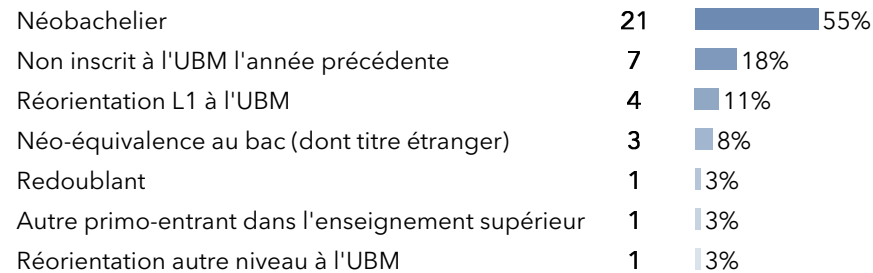 Néobachelier 21 55%
Non inscrit à l'UBM l'année précédente 7 18%
Réorientation L1 à l'UBM 4 11%
Néo-équivalence au bac (dont titre étranger) 3 8%
Redoublant 1 3%
Autre primo-entrant dans l'enseignement supérieur 1 3%
Réorientation autre niveau à l'UBM 1 3%